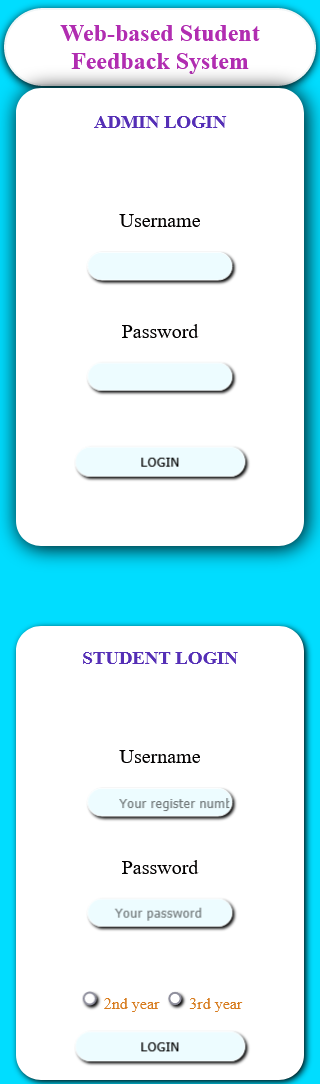 Web-based Student
Feedback System
ADMIN LOGIN
Username
Password
LOGIN
STUDENT LOGIN
Username
Your register numb
Password
Your password
2nd year 3rd year
LOGIN